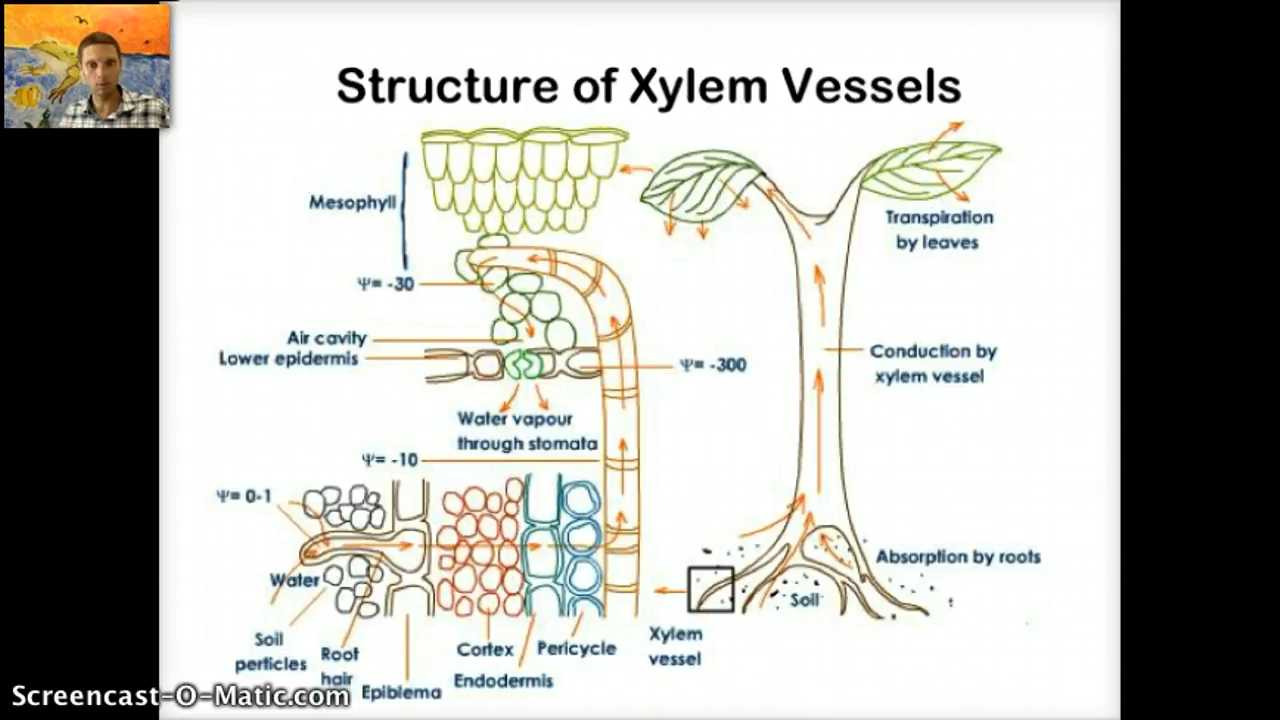 Structure of Xylem Vessels
Mesophyll
Transpiration
by leaves
Ψ= -30
Air cavity
Lower epidermis
Ψ= -300
Conduction by
xylem vessel
Water vapour
through stomata
Ψ= -10
Ψ= 0-1
Absorption by roots
Water
Soil
Soil
perticles
Root
hair
Epiblema
Cortex
Endodermis
Pericycle
Xylem
vessel
Screencast-O-Matic.com